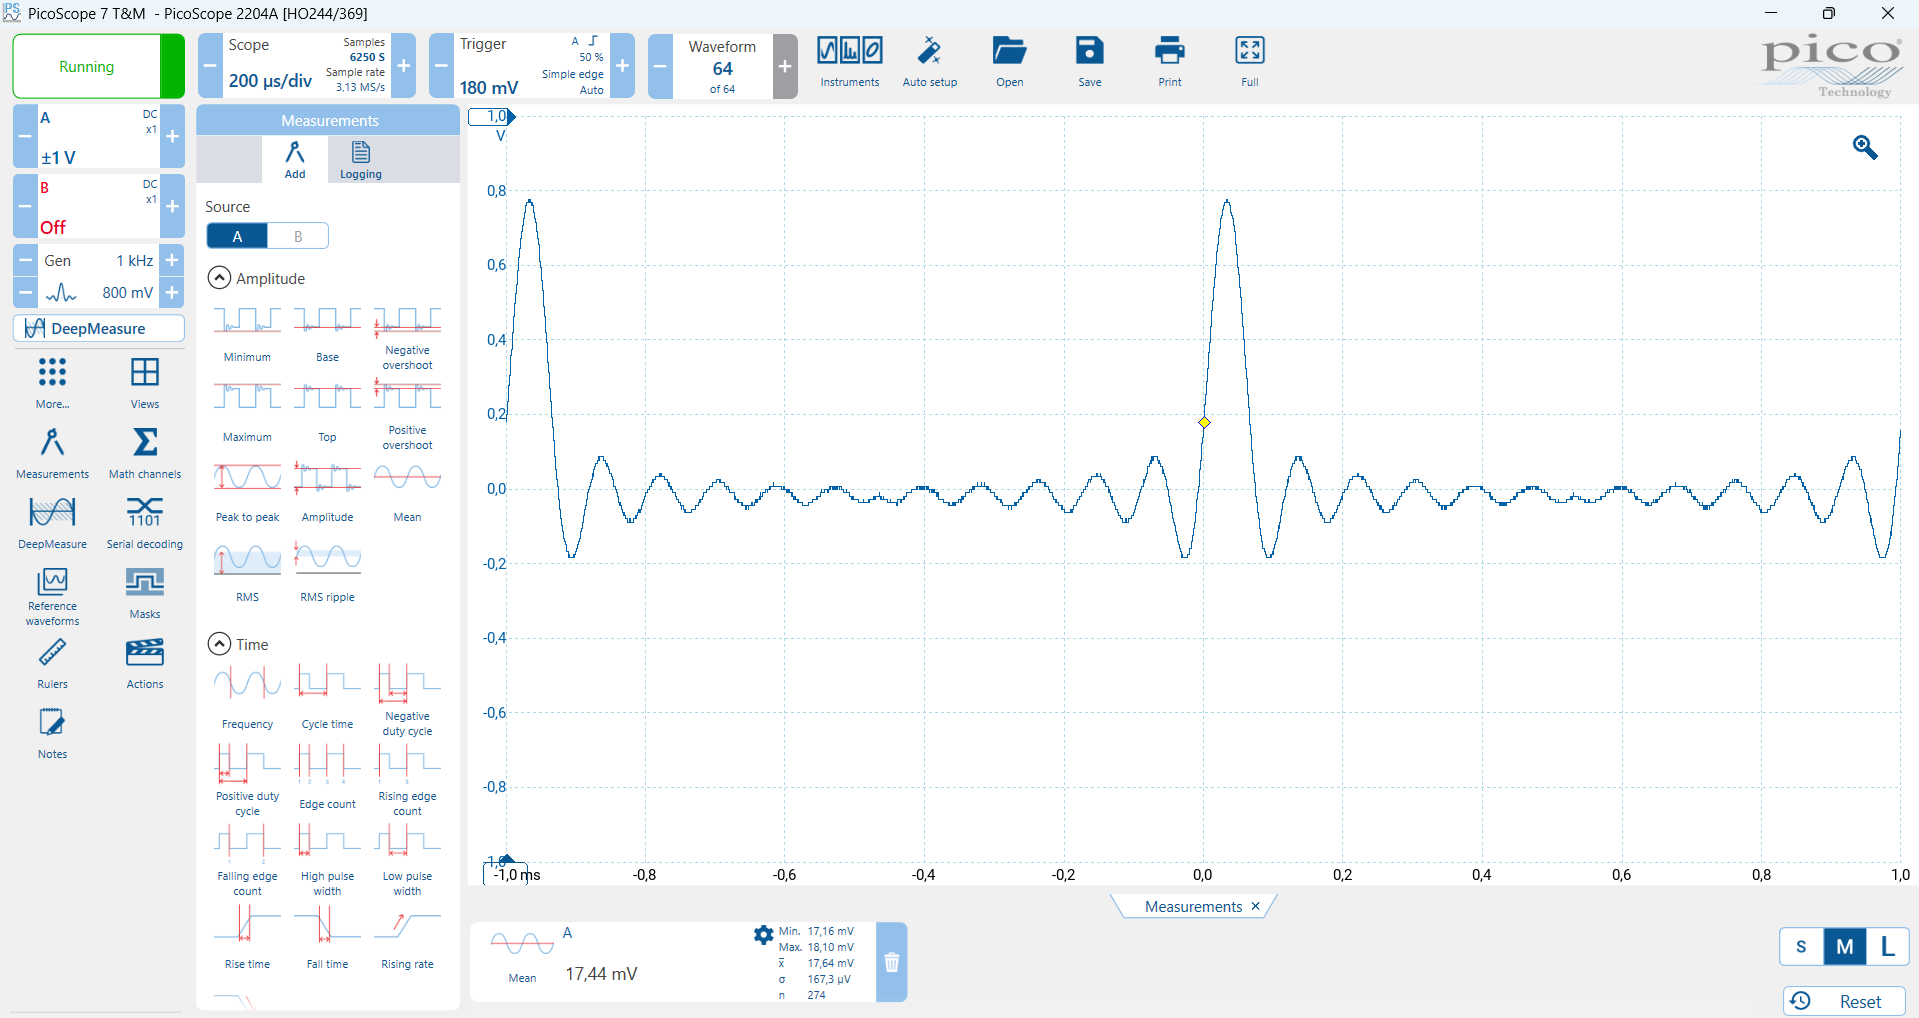 PicoScope 7 T&M - PicoScope 2204A [HO244/369]
Running
Scope
200 µs/div
Samples
6250 S
Sample rate
3,13 MS/s
Trigger
180 mV
A
50 %
Simple edge
Auto
Waveform
64
of 64
Instruments
Auto setup
Open
Save
Print
Full
pico
Technology
A
DC
x1
±1 V
B
DC
x1
Off
Gen 1 kHz
800 mV
DeepMeasure
More...
Views
Measurements
Math channels
DeepMeasure
Serial decoding
Reference
waveforms
Masks
Rulers
Actions
Notes
Measurements
Add
Logging
Source
A B
Amplitude
Minimum
Base
Negative
overshoot
Maximum
Top
Positive
overshoot
Peak to peak
Amplitude
Mean
RMS
RMS ripple
Time
Frequency
Cycle time
Negative
duty cycle
Positive duty
cycle
Edge count
Rising edge
count
Falling edge
count
High pulse
width
Low pulse
width
Rise time
Fall time
Rising rate
1,0
V
0,8
0,6
0,4
0,2
0,0
-0,2
-0,4
-0,6
-0,8
-1,0
-1,0 ms
-0,8
-0,6
-0,4
-0,2
0,0
0,2
0,4
0,6
0,8
1,0
Measurements ×
A
Mean
17,44 mV
Min. 17,16 mV
Max. 18,10 mV
x̄ 17,64 mV
σ 167,3 µV
n 274
S M L
Reset